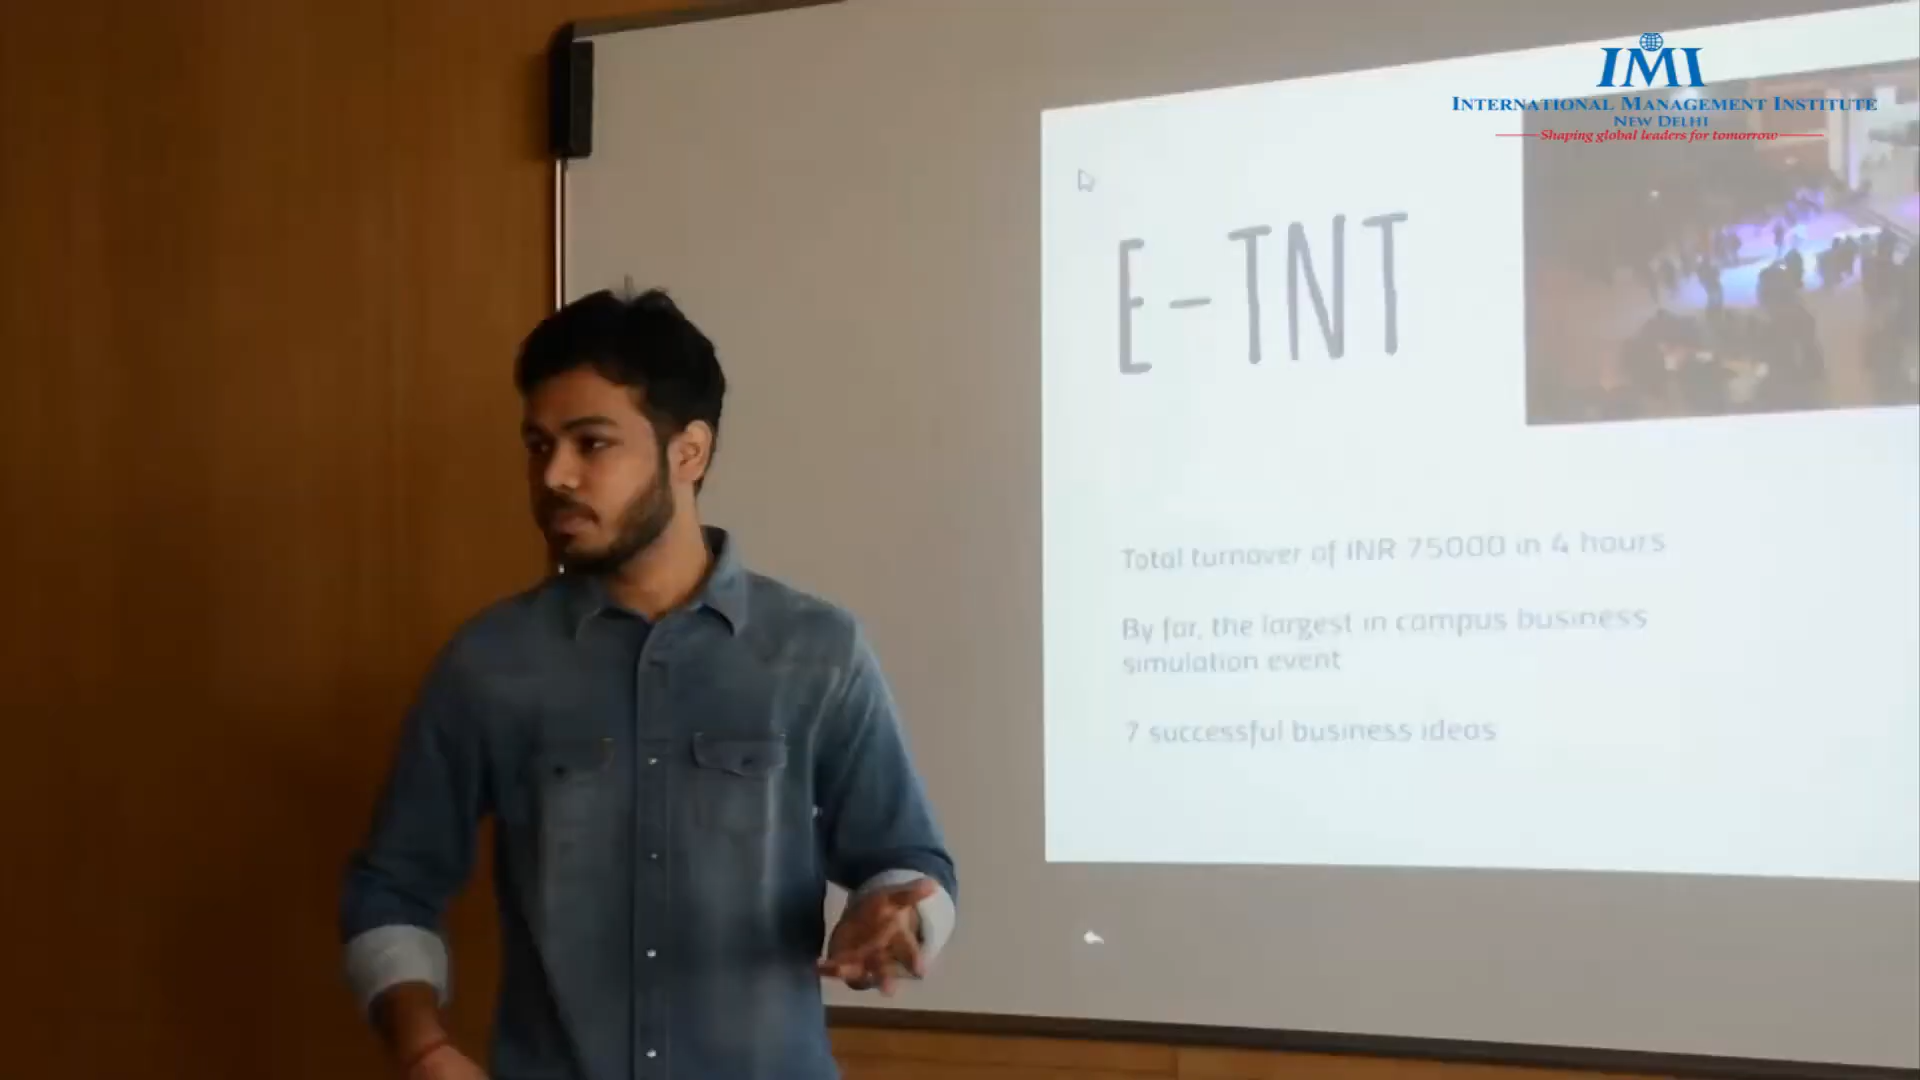 IMI
INTERNATIONAL MANAGEMENT INSTITUTE
NEW DELHI
Shaping global leaders for tomorrow
E-TNT
Total turnover of INR 75000 in 4 hours
By far, the largest in campus business
simulation event
7 successful business ideas